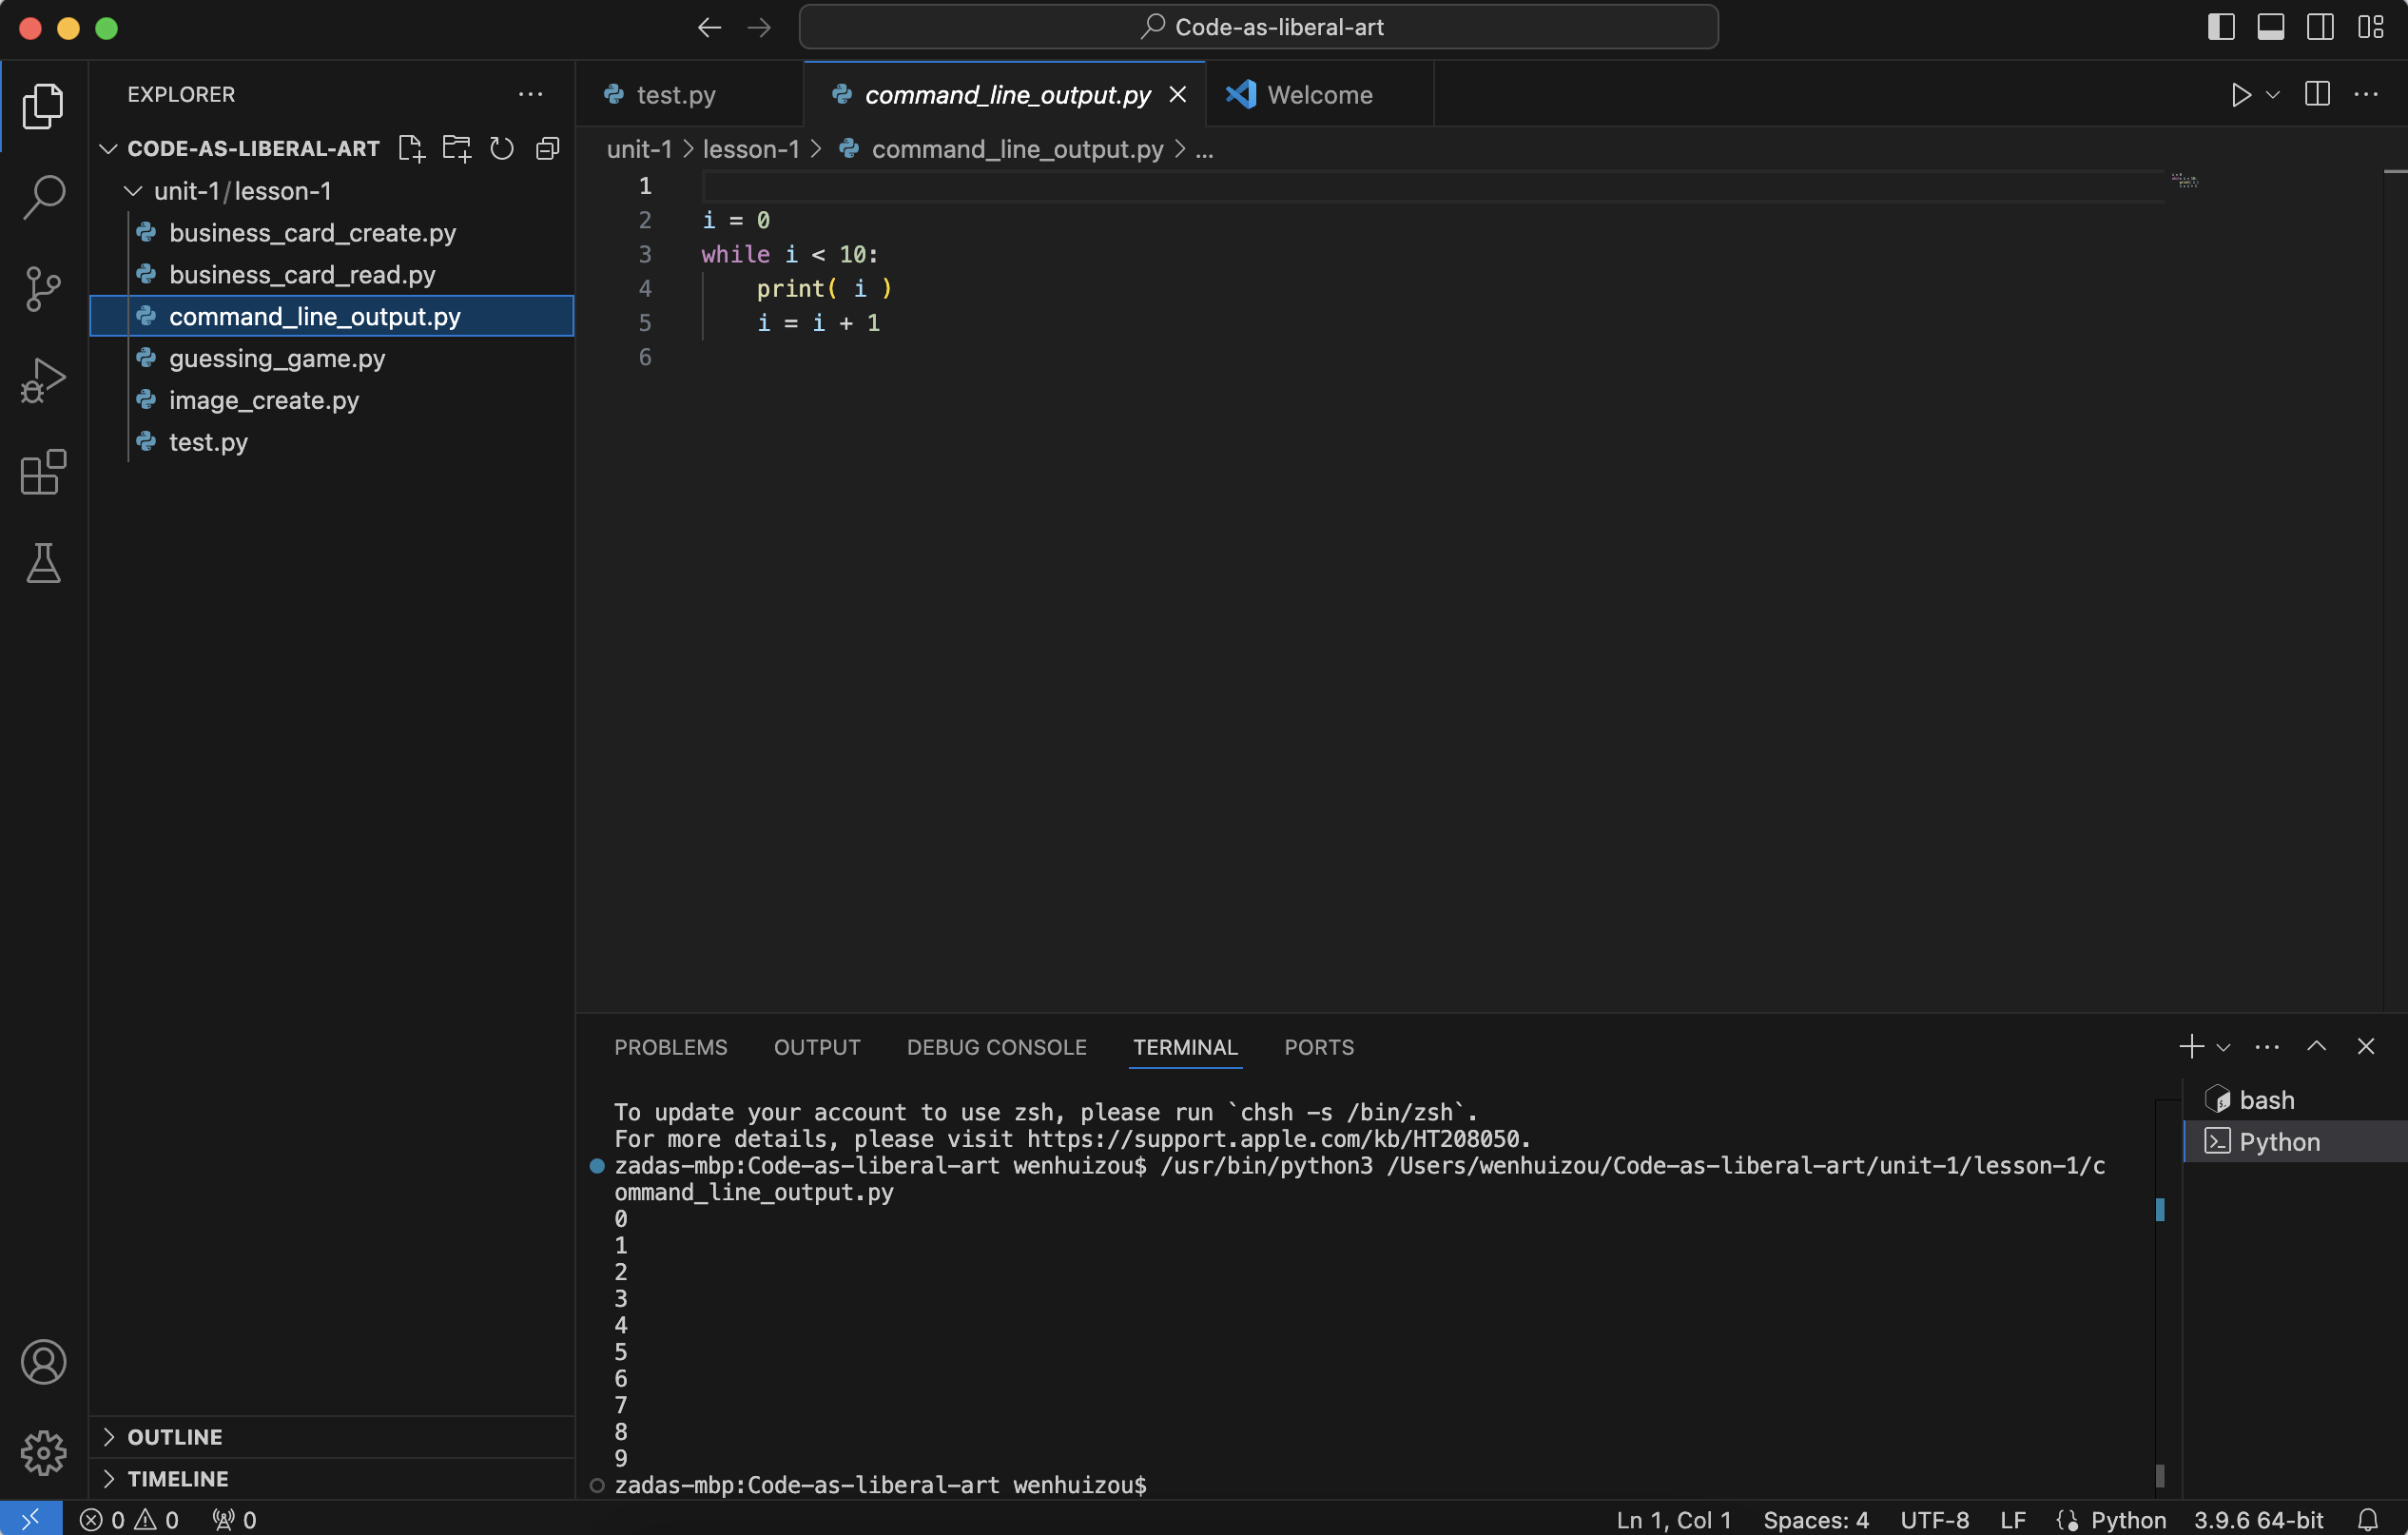 Code-as-liberal-art
EXPLORER
CODE-AS-LIBERAL-ART
unit-1/lesson-1
business_card_create.py
business_card_read.py
command_line_output.py
guessing_game.py
image_create.py
test.py
OUTLINE
TIMELINE
test.py
command_line_output.py
Welcome
unit-1 > lesson-1 > command_line_output.py > ...
1
2 i = 0
3 while i < 10:
4 print( i )
5 i = i + 1
6
PROBLEMS OUTPUT DEBUG CONSOLE TERMINAL PORTS
To update your account to use zsh, please run `chsh -s /bin/zsh`.
For more details, please visit https://support.apple.com/kb/HT208050.
zadas-mbp:Code-as-liberal-art wenhuizou$ /usr/bin/python3 /Users/wenhuizou/Code-as-liberal-art/unit-1/lesson-1/c
ommand_line_output.py
0
1
2
3
4
5
6
7
8
9
zadas-mbp:Code-as-liberal-art wenhuizou$
bash
Python
0 0 0
Ln 1, Col 1 Spaces: 4 UTF-8 LF Python 3.9.6 64-bit